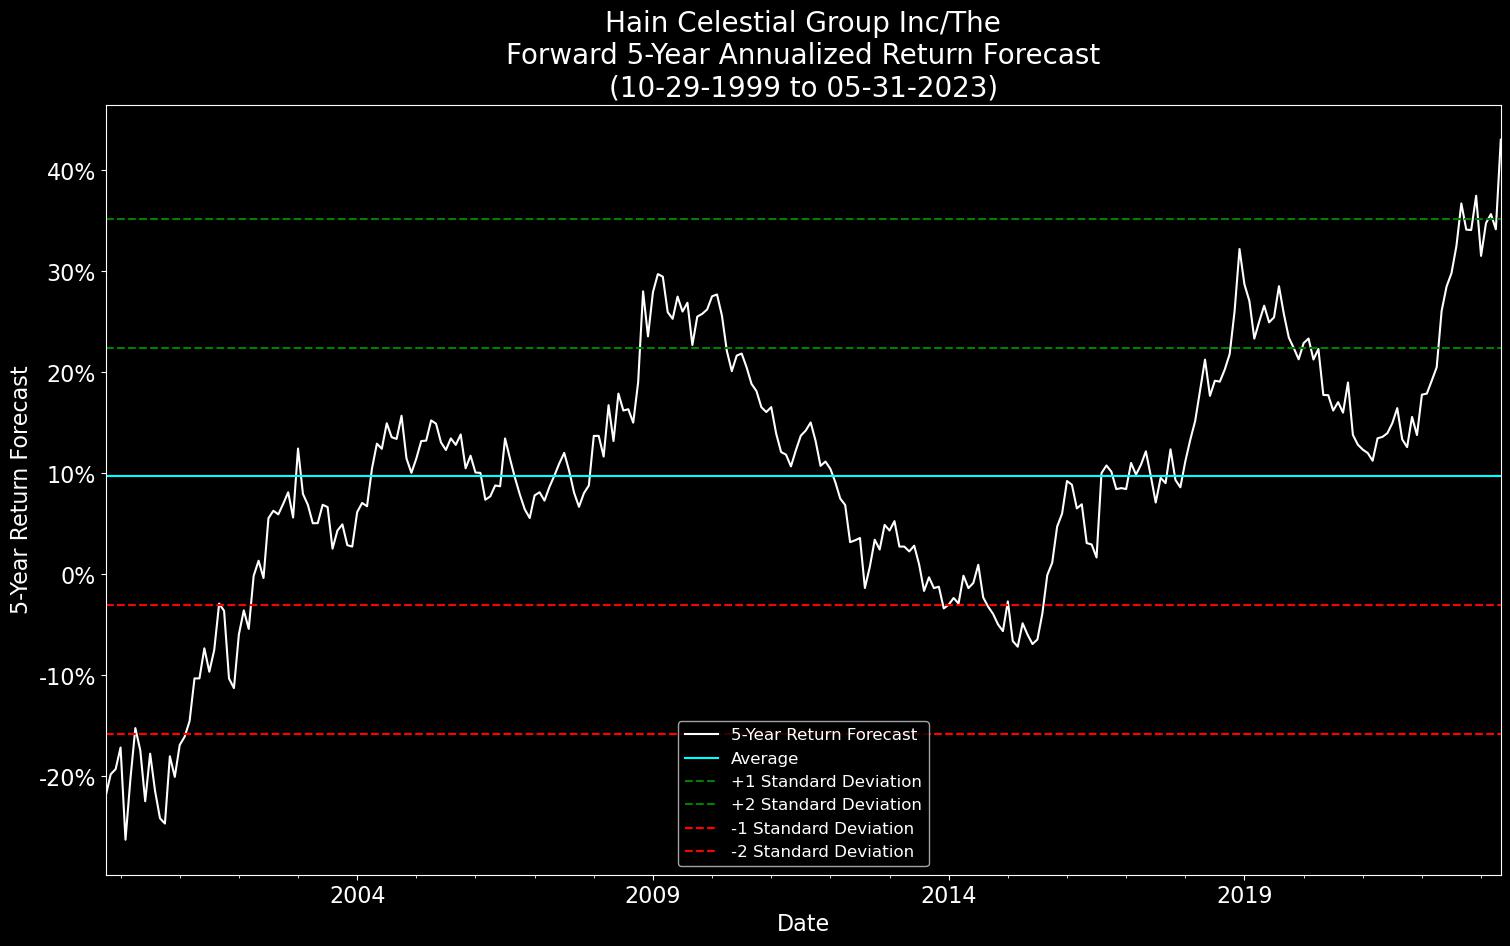 Hain Celestial Group Inc/The
Forward 5-Year Annualized Return Forecast
(10-29-1999 to 05-31-2023)
5-Year Return Forecast
40%
30%
20%
10%
0%
-10%
-20%
5-Year Return Forecast
Average
+1 Standard Deviation
+2 Standard Deviation
-1 Standard Deviation
-2 Standard Deviation
2004 2009 2014 2019
Date